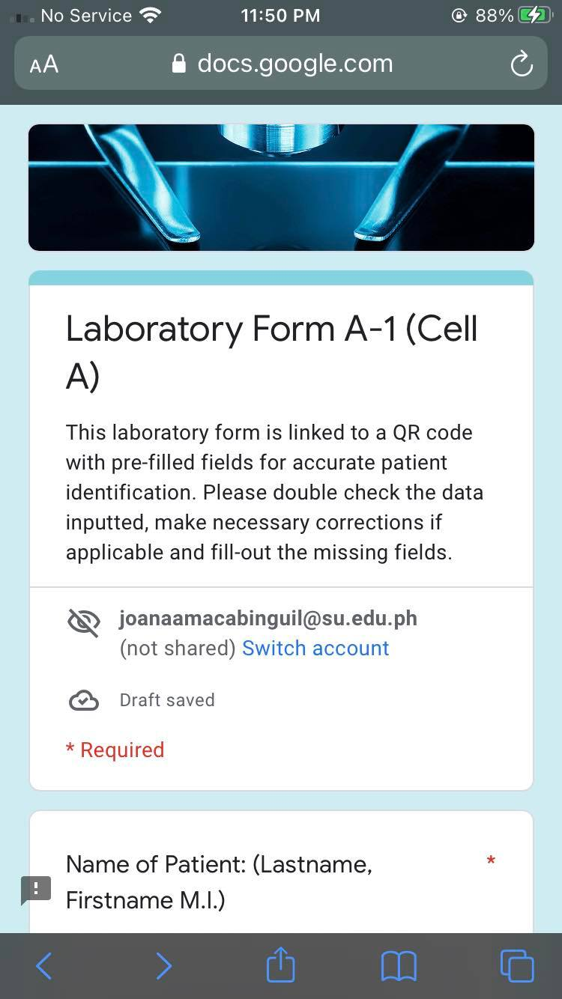 No Service 11:50 PM 88%
AA docs.google.com
Laboratory Form A-1 (Cell
A)
This laboratory form is linked to a QR code
with pre-filled fields for accurate patient
identification. Please double check the data
inputted, make necessary corrections if
applicable and fill-out the missing fields.
joanaamacabinguil@su.edu.ph
(not shared) Switch account
Draft saved
* Required
Name of Patient: (Lastname, *
Firstname M.I.)